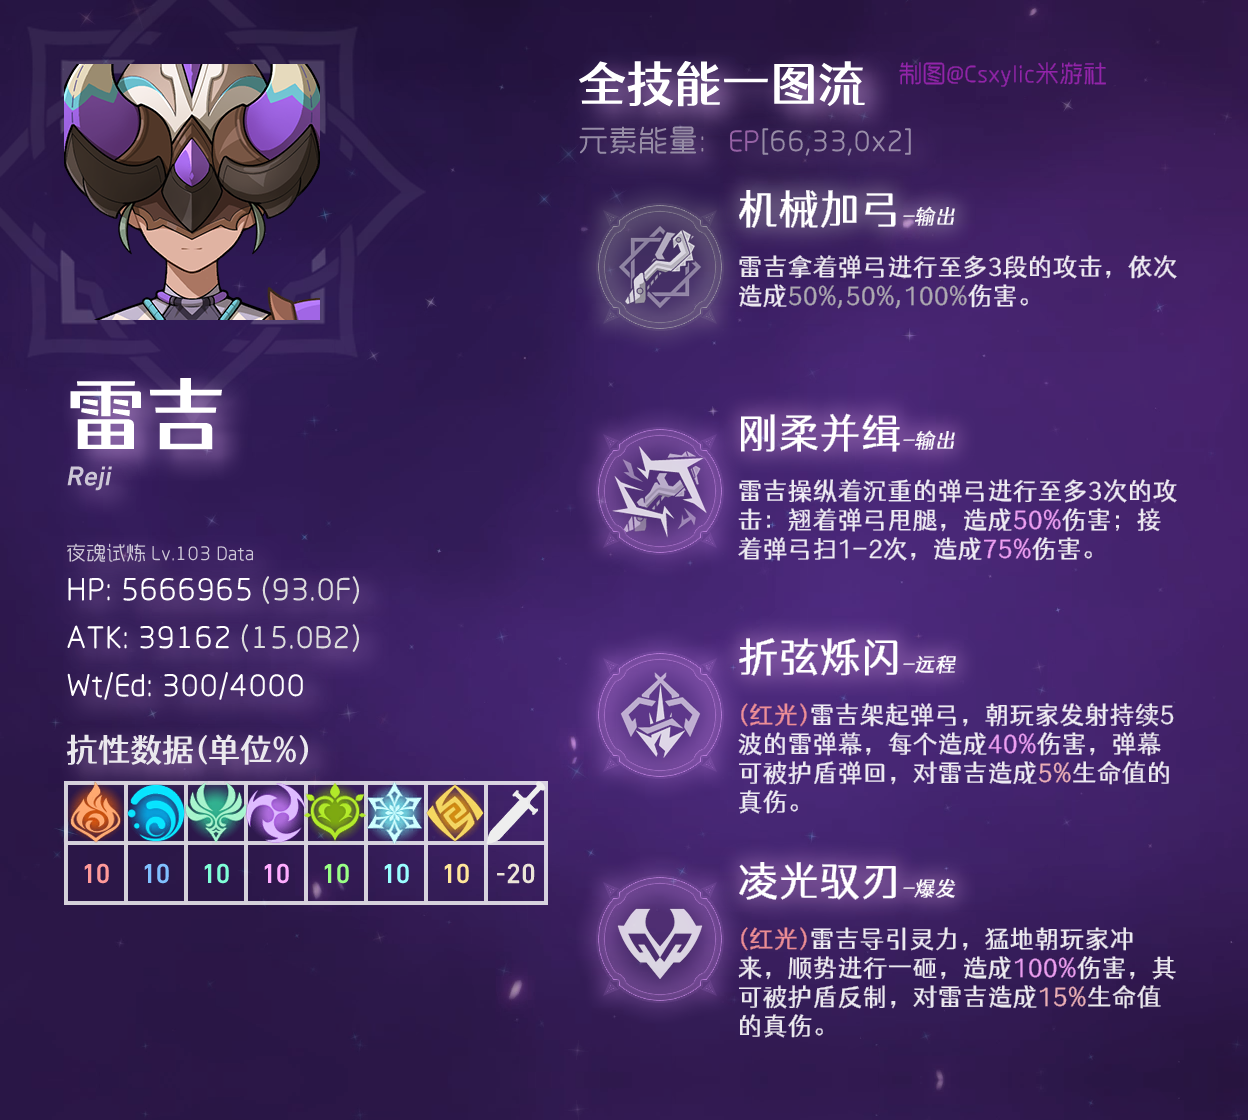 全技能一图流
制图@Csxylic米游社
元素能量: EP[66,33,0x2]
机械加弓-输出
雷吉拿着弹弓进行至多3段的攻击，依次
造成50%,50%,100%伤害。
刚柔并缉-输出
雷吉操纵着沉重的弹弓进行至多3次的攻
击：翘着弹弓甩腿，造成50%伤害；接
着弹弓扫1-2次，造成75%伤害。
折弦烁闪-远程
(红光)雷吉架起弹弓，朝玩家发射持续5
波的雷弹幕，每个造成40%伤害，弹幕
可被护盾弹回，对雷吉造成5%生命值的
真伤。
凌光驭刃-爆发
(红光)雷吉导引灵力，猛地朝玩家冲
来，顺势进行一砸，造成100%伤害，其
可被护盾反制，对雷吉造成15%生命值
的真伤。
雷吉
Reji
夜魂试炼 Lv.103 Data
HP: 5666965 (93.0F)
ATK: 39162 (15.0B2)
Wt/Ed: 300/4000
抗性数据(单位%)
10 10 10 10 10 10 10 -20